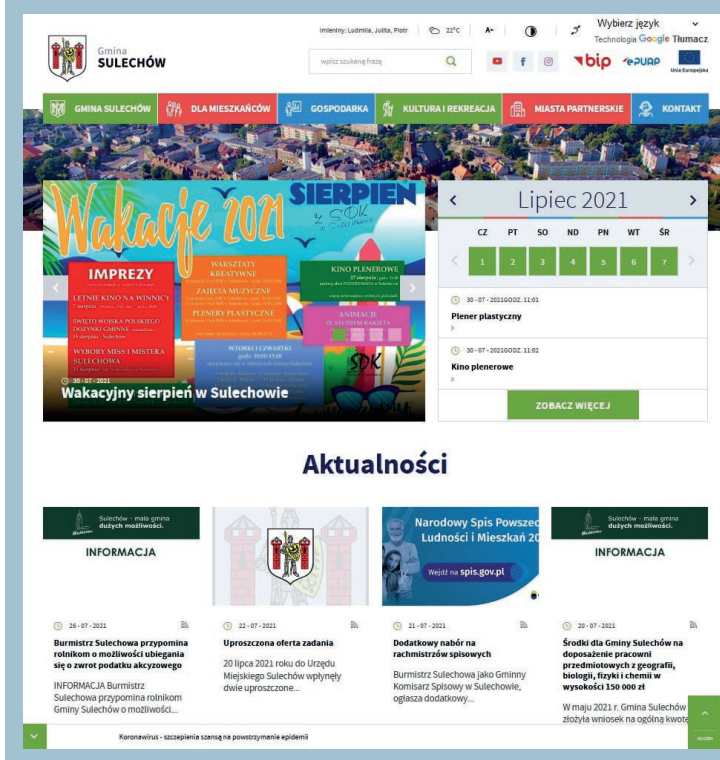 Gmina
SULECHÓW
Imieniny: Ludmiła, Julita, Piotr
22°C
A+
Wybierz język
Technologia Google Tłumacz
wpisz szukaną frazę
bip
epuap
Unia Europejska
GMINA SULECHÓW
DLA MIESZKAŃCÓW
GOSPODARKA
KULTURA I REKREACJA
MIASTA PARTNERSKIE
KONTAKT
Wakacje 2021
SIERPIEŃ
z SDK
w Sulechowie
IMPREZY
LETNIE KINO NA WINNICY
ŚWIĘTO WOJSKA POLSKIEGO
DOŻYNKI GMINNE
WYBORY MISS I MISTERA
SULECHOWA
WARSZTATY
KREATYWNE
ZAJĘCIA MUZYCZNE
PLENERY PLASTYCZNE
WTORKI I CZWARTKI
godz. 10:00-13:00
KINO PLENEROWE
27 sierpnia
ANIMACJE
ZE STUDIEM RAKIETA
SDK
30 - 07 - 2021
Wakacyjny sierpień w Sulechowie
Lipiec 2021
CZ PT SO ND PN WT ŚR
1 2 3 4 5 6 7
30 - 07 - 2021GODZ. 11:01
Plener plastyczny
30 - 07 - 2021GODZ. 11:02
Kino plenerowe
ZOBACZ WIĘCEJ
Aktualności
Sulechów - mała gmina
dużych możliwości.
INFORMACJA
26 - 07 - 2021
Burmistrz Sulechowa przypomina
rolnikom o możliwości ubiegania
się o zwrot podatku akcyzowego
INFORMACJA Burmistrz
Sulechowa przypomina rolnikom
Gminy Sulechów o możliwości...
22 - 07 - 2021
Uproszczona oferta zadania
20 lipca 2021 roku do Urzędu
Miejskiego Sulechów wpłynęły
dwie uproszczone...
Narodowy Spis Powszec
Ludności i Mieszkań 20
Wejdź na spis.gov.pl
21 - 07 - 2021
Dodatkowy nabór na
rachmistrzów spisowych
Burmistrz Sulechowa jako Gminny
Komisarz Spisowy w Sulechowie,
ogłasza dodatkowy...
Sulechów - mała gmina
dużych możliwości.
INFORMACJA
20 - 07 - 2021
Środki dla Gminy Sulechów na
doposażenie pracowni
przedmiotowych z geografii,
biologii, fizyki i chemii w
wysokości 150 000 zł
W maju 2021 r. Gmina Sulechów
złożyła wniosek na ogólną kwotę
Koronawirus - szczepienia szansą na powstrzymanie epidemii